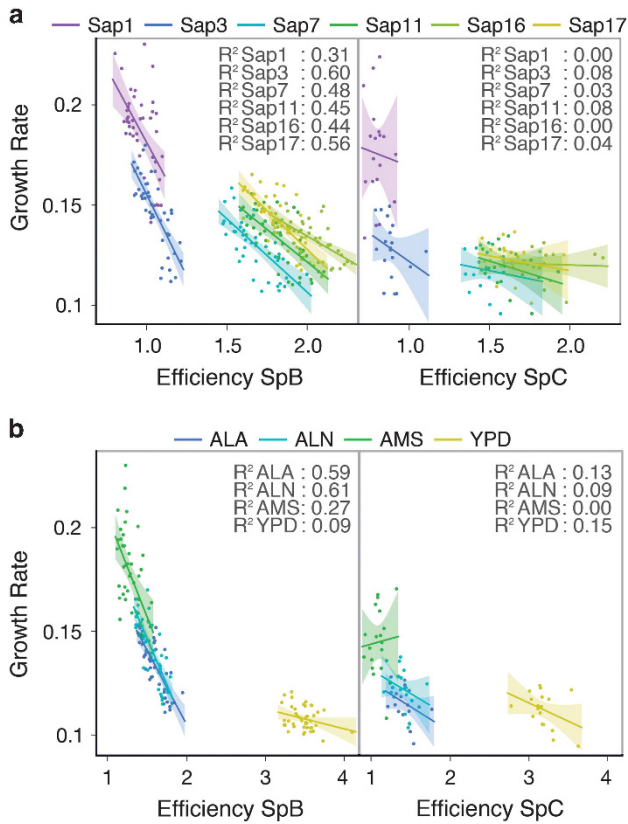 a
Sap1 Sap3 Sap7 Sap11 Sap16 Sap17
R² Sap1 : 0.31
R² Sap3 : 0.60
R² Sap7 : 0.48
R² Sap11 : 0.45
R² Sap16 : 0.44
R² Sap17 : 0.56
R² Sap1 : 0.00
R² Sap3 : 0.08
R² Sap7 : 0.03
R² Sap11 : 0.08
R² Sap16 : 0.00
R² Sap17 : 0.04
Growth Rate
0.2
0.15
0.1
1.0 1.5 2.0 1.0 1.5 2.0
Efficiency SpB Efficiency SpC
b
ALA ALN AMS YPD
R² ALA : 0.59
R² ALN : 0.61
R² AMS : 0.27
R² YPD : 0.09
R² ALA : 0.13
R² ALN : 0.09
R² AMS : 0.00
R² YPD : 0.15
Growth Rate
0.2
0.15
0.1
1 2 3 4 1 2 3 4
Efficiency SpB Efficiency SpC